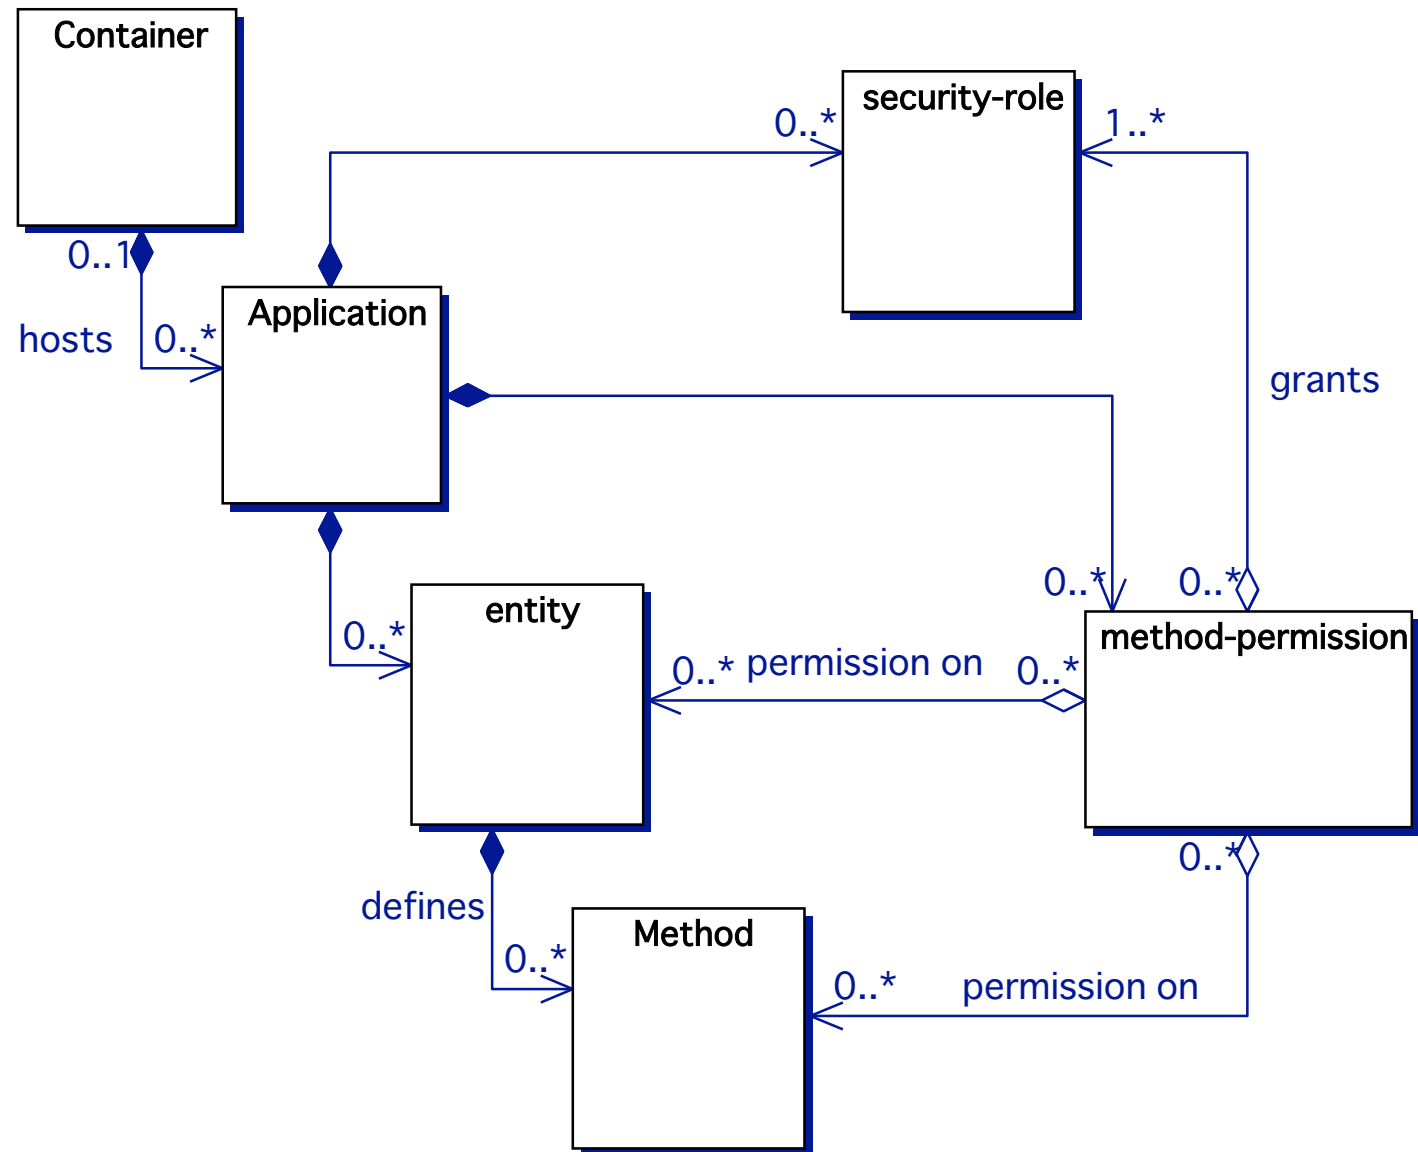 Container
security-role
0..*
1..*
0..1
Application
hosts
0..*
grants
0..*
0..*
entity
method-permission
0..*
0..*
permission on
0..*
0..*
defines
Method
0..*
0..*
permission on